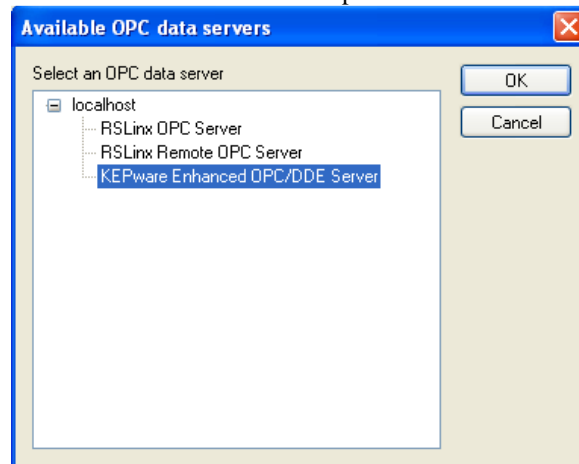 Available OPC data servers
Select an OPC data server
OK
localhost
Cancel
RSLinx OPC Server
RSLinx Remote OPC Server
KEPware Enhanced OPC/DDE Server